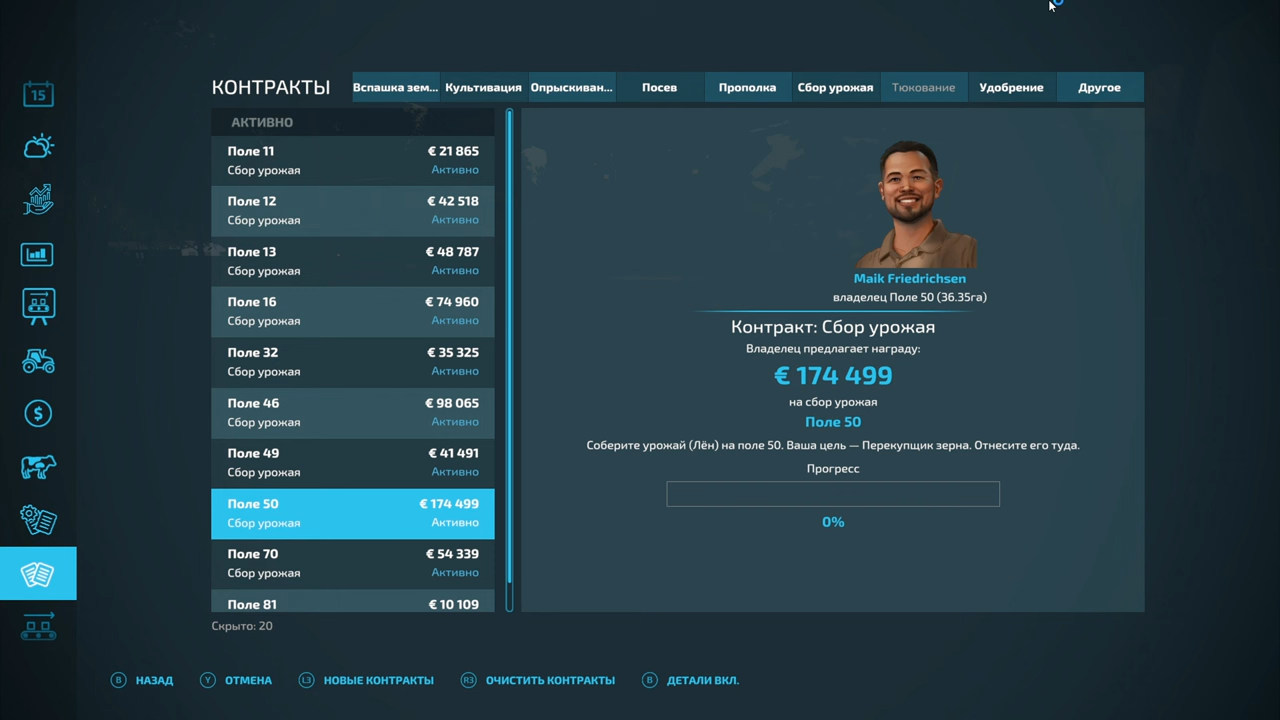 15
КОНТРАКТЫ
Вспашка зем...
Культивация
Опрыскиван...
Посев
Прополка
Сбор урожая
Тюкование
Удобрение
Другое
АКТИВНО
Поле 11 € 21 865
Сбор урожая Активно
Поле 12 € 42 518
Сбор урожая Активно
Поле 13 € 48 787
Сбор урожая Активно
Поле 16 € 74 960
Сбор урожая Активно
Поле 32 € 35 325
Сбор урожая Активно
Поле 46 € 98 065
Сбор урожая Активно
Поле 49 € 41 491
Сбор урожая Активно
Поле 50 € 174 499
Сбор урожая Активно
Поле 70 € 54 339
Сбор урожая Активно
Поле 81 € 10 109
Скрыто: 20
Maik Friedrichsen
владелец Поле 50 (36.35га)
Контракт: Сбор урожая
Владелец предлагает награду:
€ 174 499
на сбор урожая
Поле 50
Соберите урожай (Лён) на поле 50. Ваша цель — Перекупщик зерна. Отнесите его туда.
Прогресс
0%
B НАЗАД
Y ОТМЕНА
L3 НОВЫЕ КОНТРАКТЫ
R3 ОЧИСТИТЬ КОНТРАКТЫ
B ДЕТАЛИ ВКЛ.